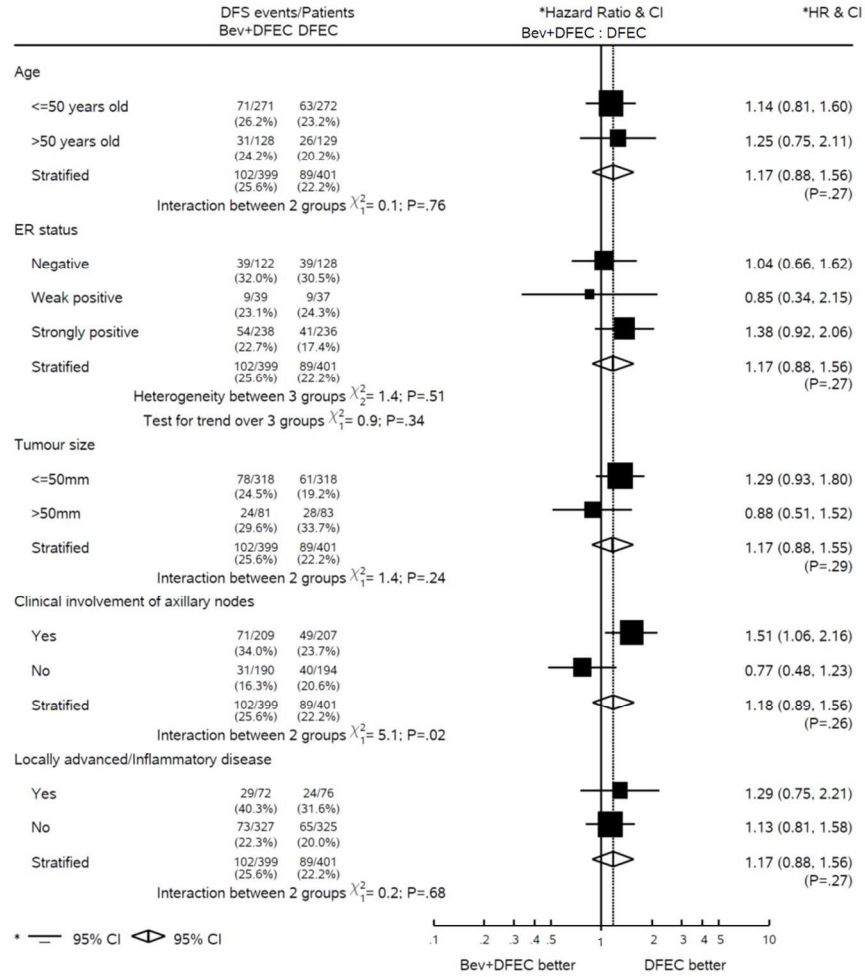 DFS events/Patients *Hazard Ratio & CI *HR & CI
Bev+DFEC DFEC Bev+DFEC : DFEC
Age
<=50 years old 71/271 63/272 1.14 (0.81, 1.60)
(26.2%) (23.2%)
>50 years old 31/128 26/129 1.25 (0.75, 2.11)
(24.2%) (20.2%)
Stratified 102/399 89/401 1.17 (0.88, 1.56)
(25.6%) (22.2%) (P=.27)
Interaction between 2 groups χ²₁= 0.1; P=.76
ER status
Negative 39/122 39/128 1.04 (0.66, 1.62)
(32.0%) (30.5%)
Weak positive 9/39 9/37 0.85 (0.34, 2.15)
(23.1%) (24.3%)
Strongly positive 54/238 41/236 1.38 (0.92, 2.06)
(22.7%) (17.4%)
Stratified 102/399 89/401 1.17 (0.88, 1.56)
(25.6%) (22.2%) (P=.27)
Heterogeneity between 3 groups χ²₂= 1.4; P=.51
Test for trend over 3 groups χ²₁= 0.9; P=.34
Tumour size
<=50mm 78/318 61/318 1.29 (0.93, 1.80)
(24.5%) (19.2%)
>50mm 24/81 28/83 0.88 (0.51, 1.52)
(29.6%) (33.7%)
Stratified 102/399 89/401 1.17 (0.88, 1.55)
(25.6%) (22.2%) (P=.29)
Interaction between 2 groups χ²₁= 1.4; P=.24
Clinical involvement of axillary nodes
Yes 71/209 49/207 1.51 (1.06, 2.16)
(34.0%) (23.7%)
No 31/190 40/194 0.77 (0.48, 1.23)
(16.3%) (20.6%)
Stratified 102/399 89/401 1.18 (0.89, 1.56)
(25.6%) (22.2%) (P=.26)
Interaction between 2 groups χ²₁= 5.1; P=.02
Locally advanced/Inflammatory disease
Yes 29/72 24/76 1.29 (0.75, 2.21)
(40.3%) (31.6%)
No 73/327 65/325 1.13 (0.81, 1.58)
(22.3%) (20.0%)
Stratified 102/399 89/401 1.17 (0.88, 1.56)
(25.6%) (22.2%) (P=.27)
Interaction between 2 groups χ²₁= 0.2; P=.68
* 95% CI 95% CI .1 .2 .3 .4 .5 1 2 3 4 5 10
Bev+DFEC better DFEC better